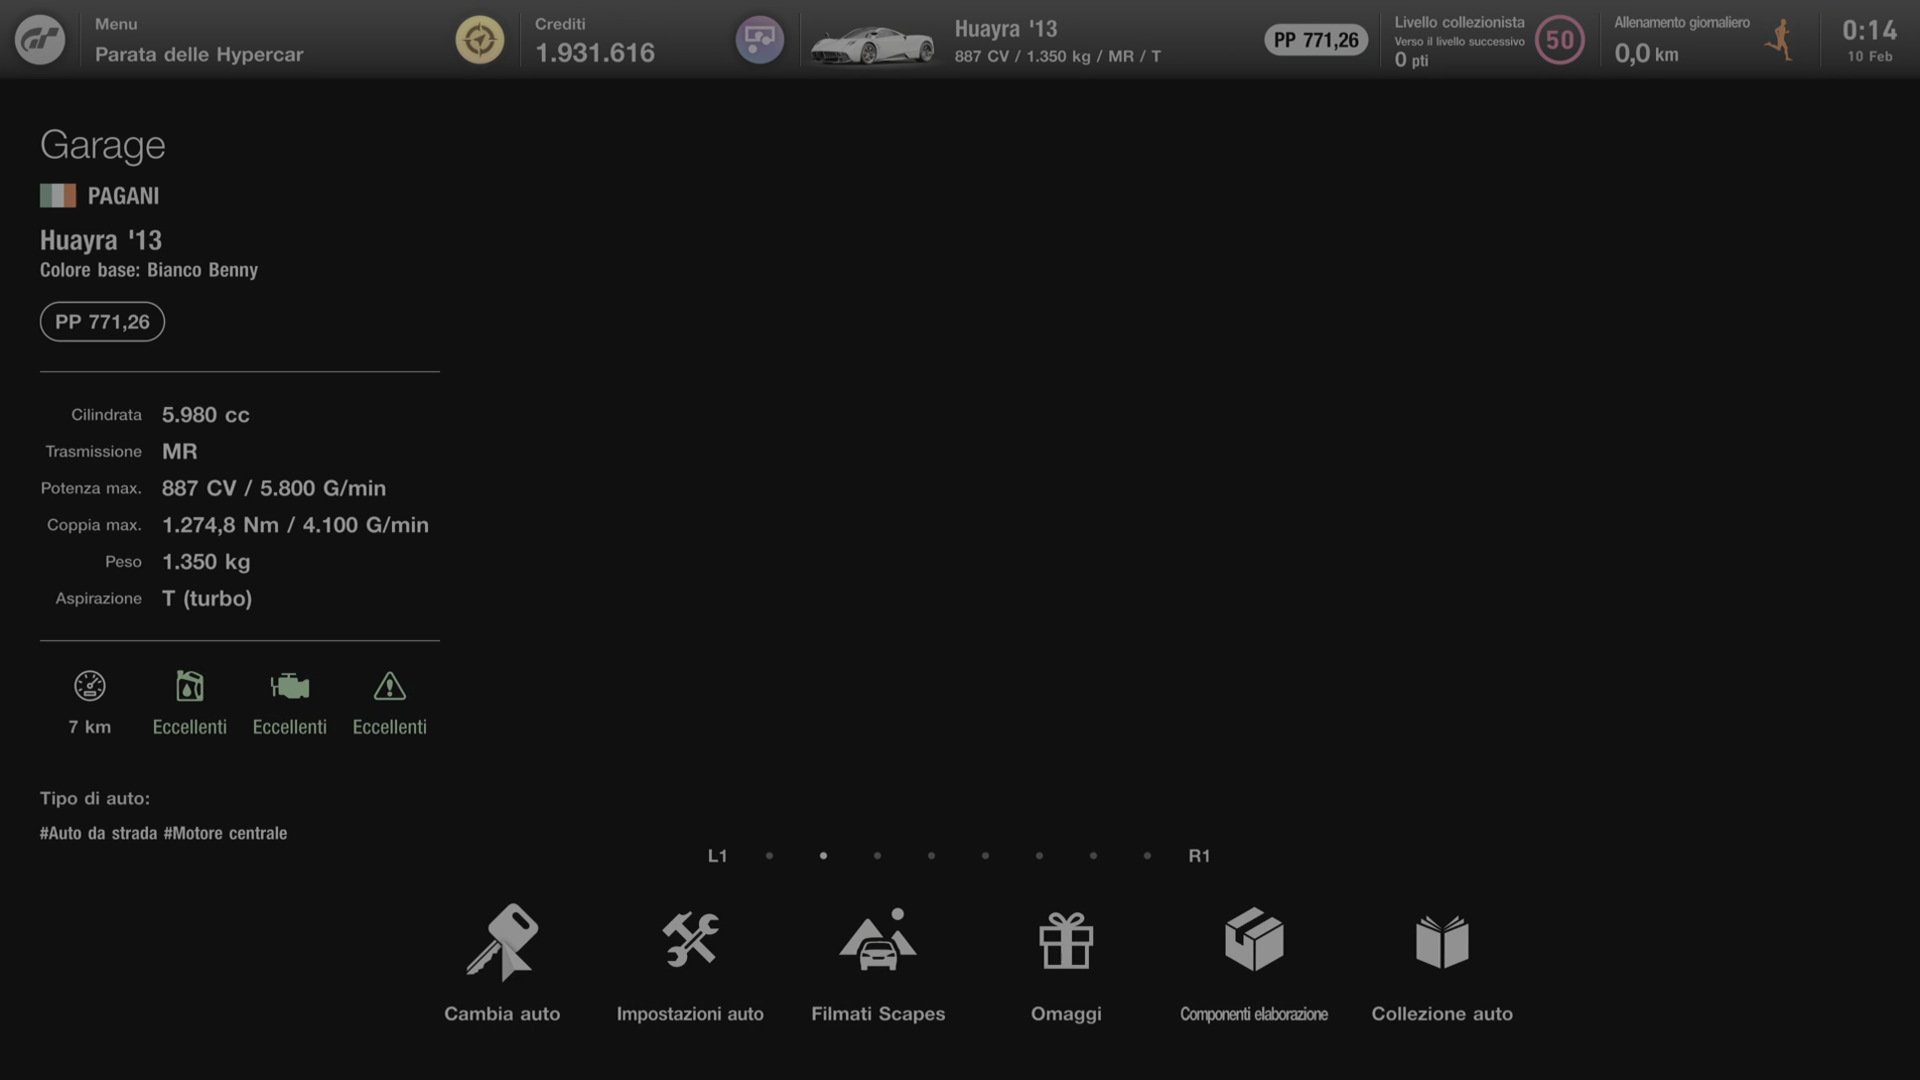 Menu
Parata delle Hypercar
Crediti
1.931.616
Huayra '13
887 CV / 1.350 kg / MR / T
PP 771,26
Livello collezionista
Verso il livello successivo
0 pti
50
Allenamento giornaliero
0,0 km
0:14
10 Feb
Garage
PAGANI
Huayra '13
Colore base: Bianco Benny
PP 771,26
Cilindrata 5.980 cc
Trasmissione MR
Potenza max. 887 CV / 5.800 G/min
Coppia max. 1.274,8 Nm / 4.100 G/min
Peso 1.350 kg
Aspirazione T (turbo)
7 km Eccellenti Eccellenti Eccellenti
Tipo di auto:
#Auto da strada #Motore centrale
L1 R1
Cambia auto Impostazioni auto Filmati Scapes Omaggi Componenti elaborazione Collezione auto